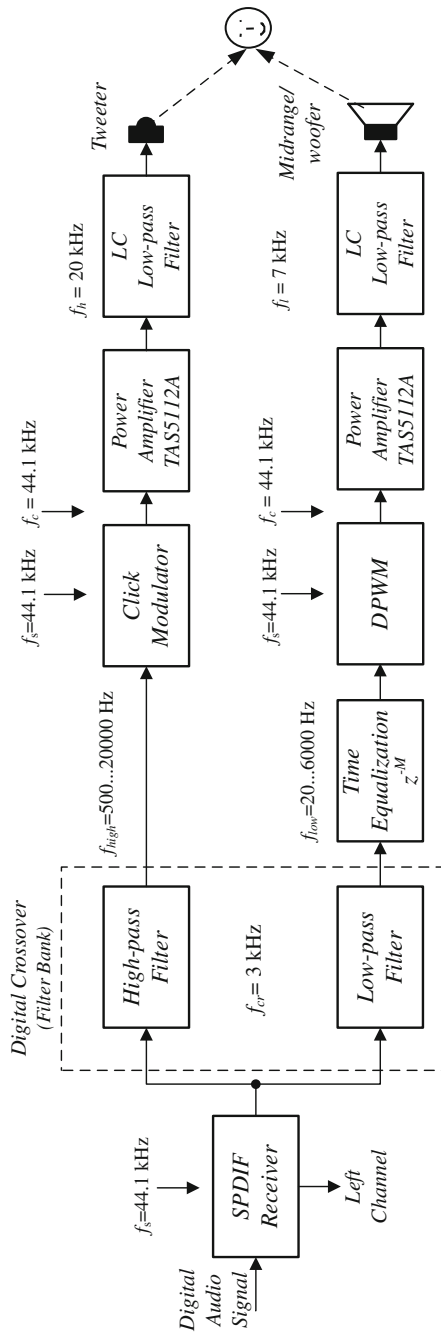 Digital
Audio
Signal
f_s=44.1 kHz
SPDIF
Receiver
Left
Channel
Digital Crossover
(Filter Bank)
High-pass
Filter
f_cr= 3 kHz
Low-pass
Filter
f_high=500...20000 Hz
f_low=20...6000 Hz
Time
Equalization
z^-M
f_s=44.1 kHz
f_c = 44.1 kHz
Click
Modulator
f_s=44.1 kHz
f_c = 44.1 kHz
DPWM
Power
Amplifier
TAS5112A
Power
Amplifier
TAS5112A
f_h = 20 kHz
LC
Low-pass
Filter
f_l = 7 kHz
LC
Low-pass
Filter
Tweeter
Midrange/
woofer